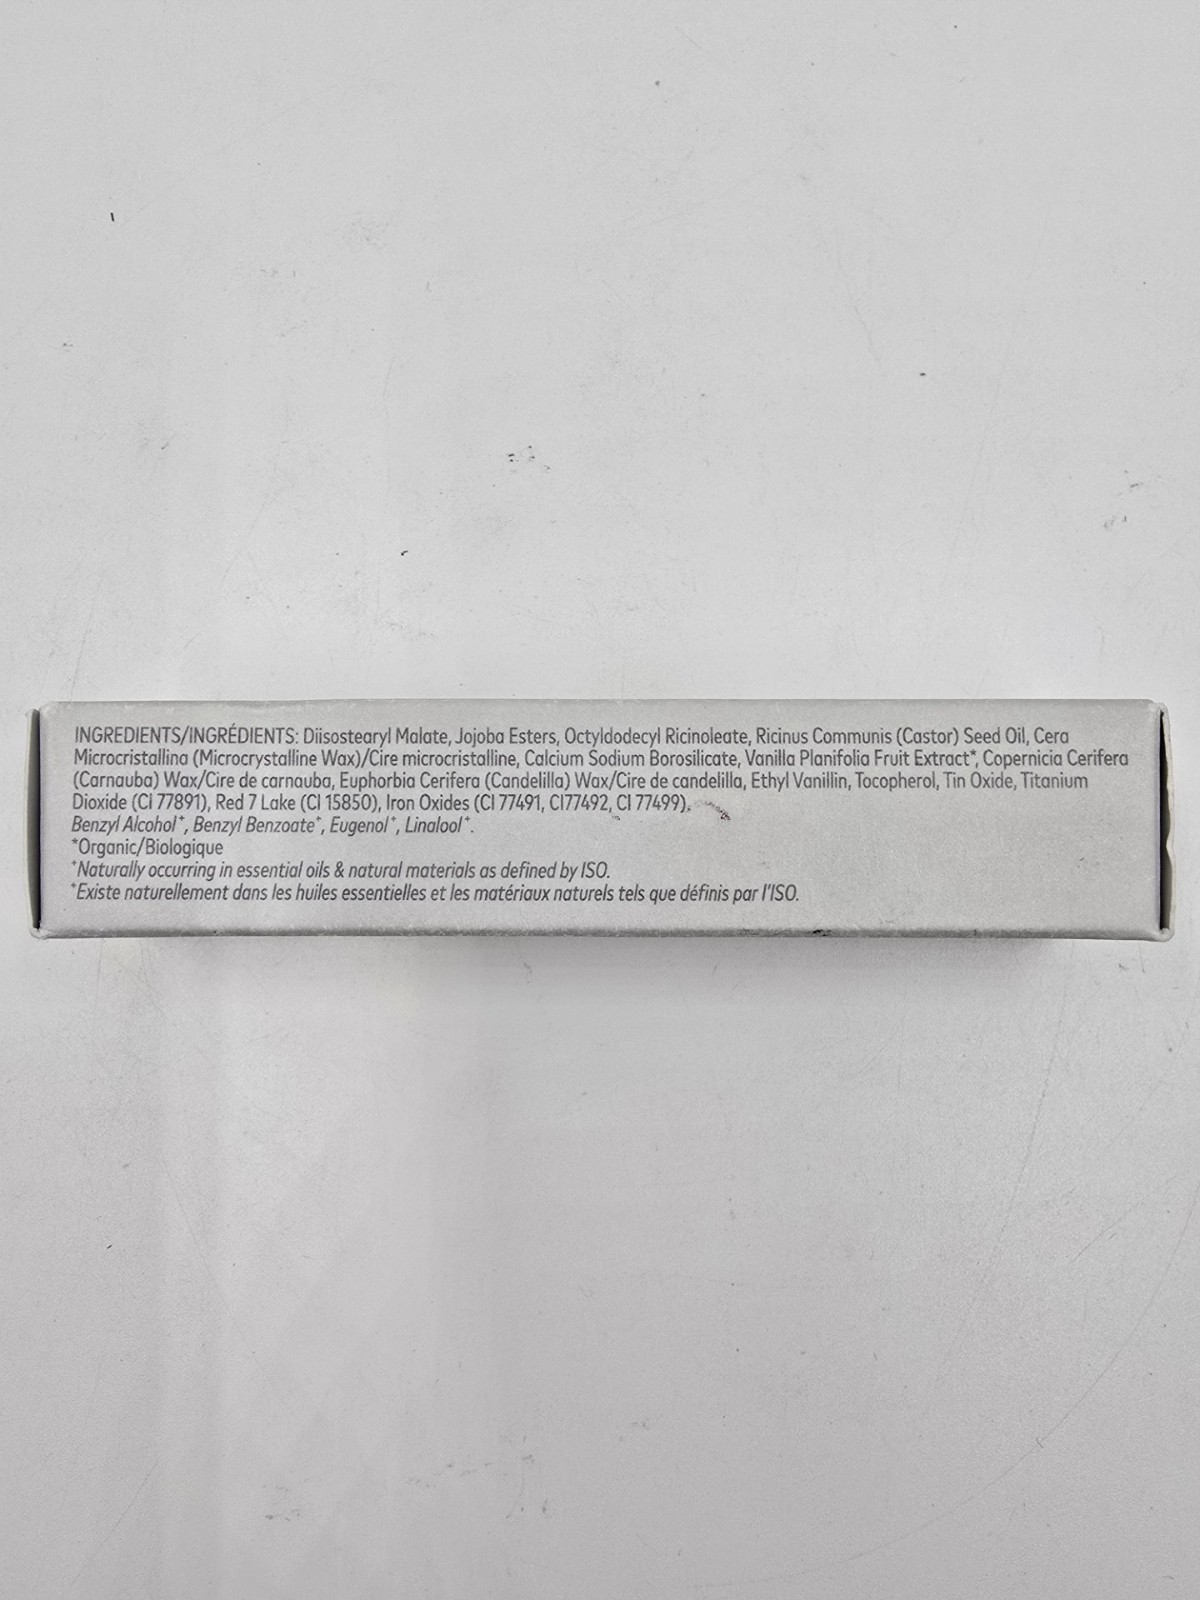 INGREDIENTS/INGRÉDIENTS: Diisostearyl Malate, Jojoba Esters, Octyldodecyl Ricinoleate, Ricinus Communis (Castor) Seed Oil, Cera
Microcristallina (Microcrystalline Wax)/Cire microcristalline, Calcium Sodium Borosilicate, Vanilla Planifolia Fruit Extract*, Copernicia Cerifera
(Carnauba) Wax/Cire de carnauba, Euphorbia Cerifera (Candelilla) Wax/Cire de candelilla, Ethyl Vanillin, Tocopherol, Tin Oxide, Titanium
Dioxide (CI 77891), Red 7 Lake (CI 15850), Iron Oxides (CI 77491, CI77492, CI 77499).
Benzyl Alcohol⁺, Benzyl Benzoate⁺, Eugenol⁺, Linalool⁺.
*Organic/Biologique
⁺Naturally occurring in essential oils & natural materials as defined by ISO.
⁺Existe naturellement dans les huiles essentielles et les matériaux naturels tels que définis par l'ISO.